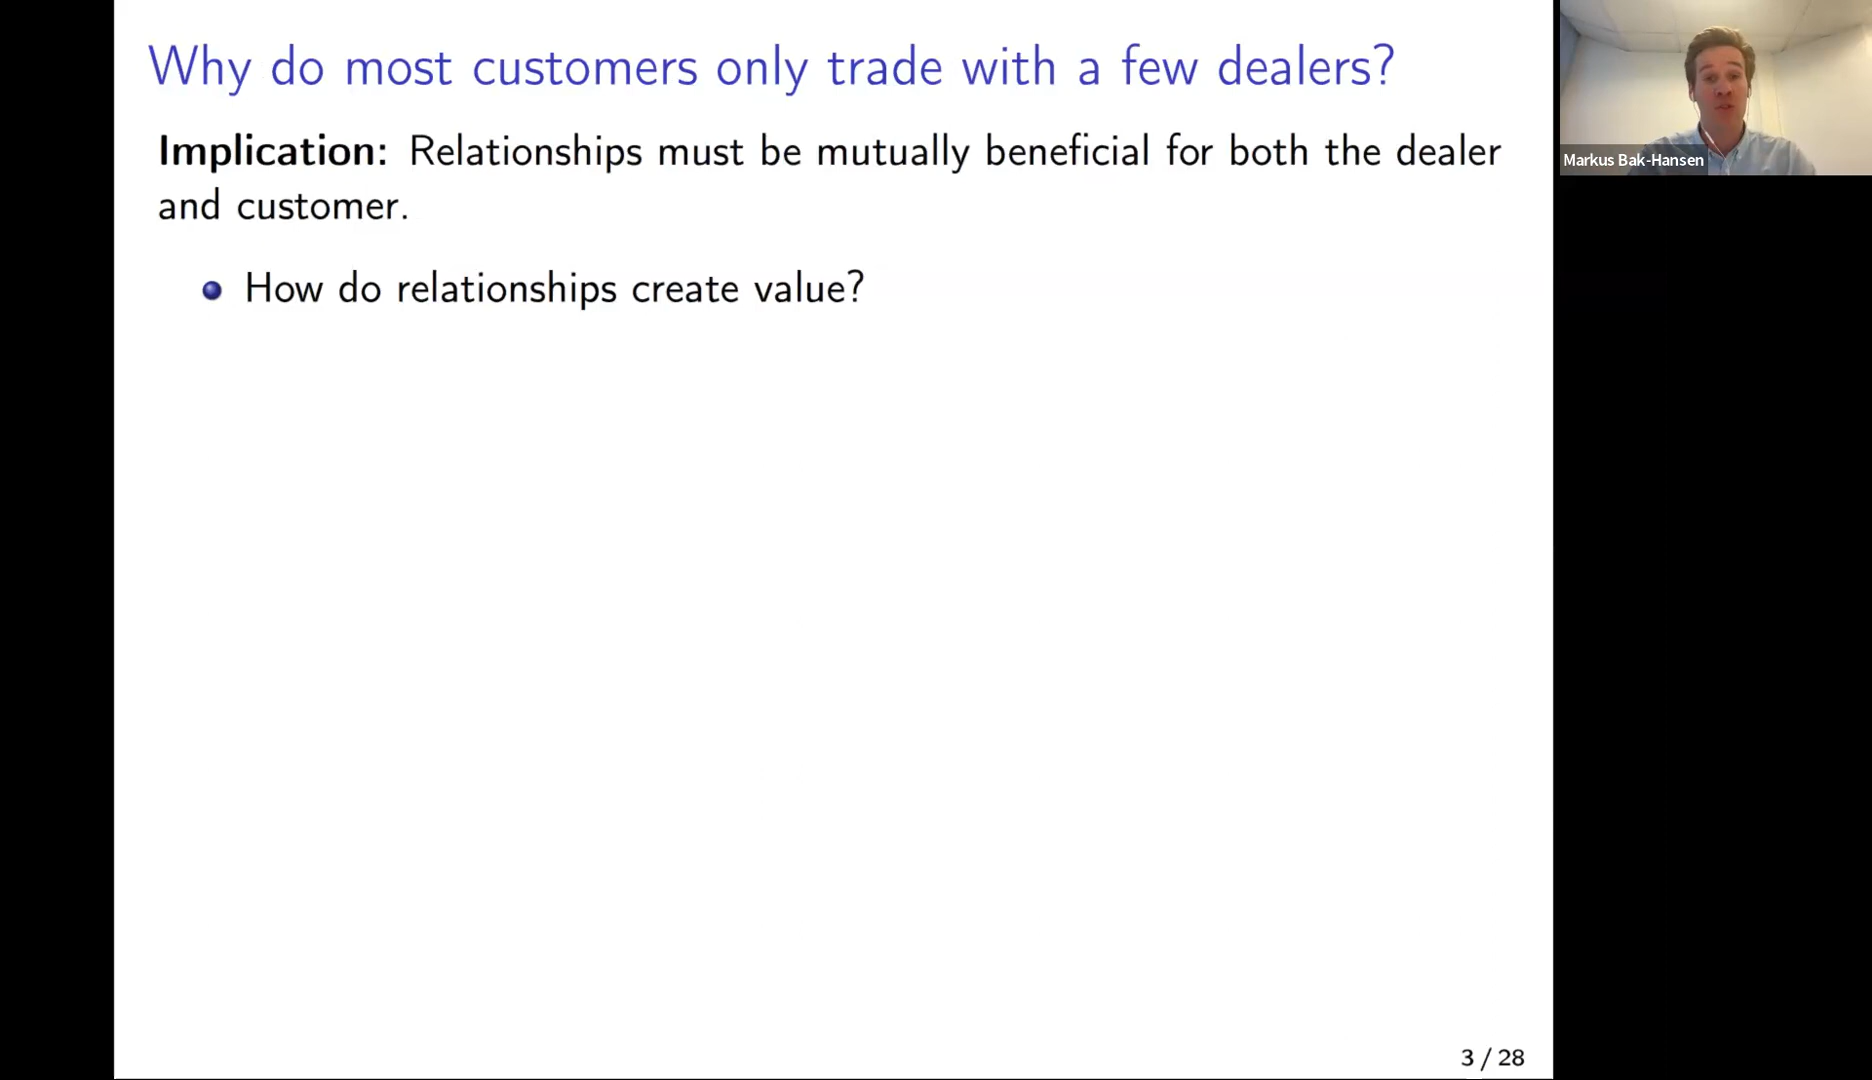 Why do most customers only trade with a few dealers?
Implication: Relationships must be mutually beneficial for both the dealer
and customer.
How do relationships create value?
3 / 28
Markus Bak-Hansen